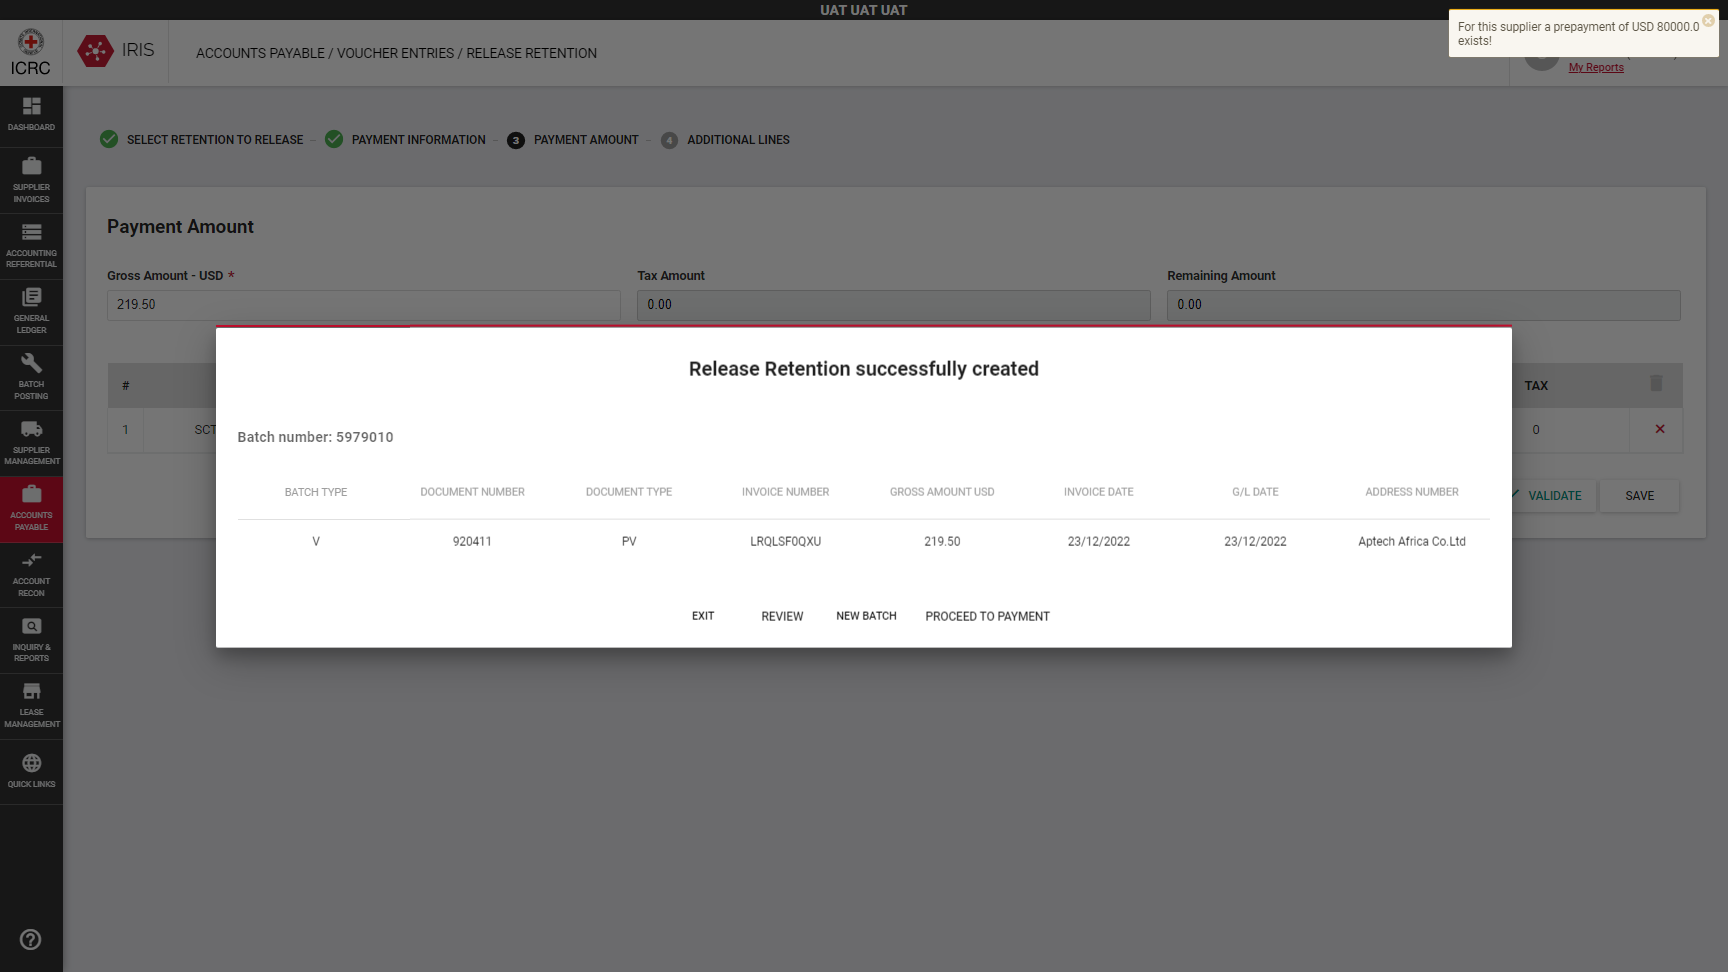 UAT UAT UAT
ICRC
IRIS
ACCOUNTS PAYABLE / VOUCHER ENTRIES / RELEASE RETENTION
For this supplier a prepayment of USD 80000.0
exists!
My Reports
DASHBOARD
SUPPLIER
INVOICES
ACCOUNTING
REFERENTIAL
GENERAL
LEDGER
BATCH
POSTING
SUPPLIER
MANAGEMENT
ACCOUNTS
PAYABLE
ACCOUNT
RECON
INQUIRY &
REPORTS
LEASE
MANAGEMENT
QUICK LINKS
SELECT RETENTION TO RELEASE
PAYMENT INFORMATION
3 PAYMENT AMOUNT
4 ADDITIONAL LINES
Payment Amount
Gross Amount - USD * Tax Amount Remaining Amount
219.50 0.00 0.00
# TAX
1 SCT 0
VALIDATE SAVE
Release Retention successfully created
Batch number: 5979010
BATCH TYPE DOCUMENT NUMBER DOCUMENT TYPE INVOICE NUMBER GROSS AMOUNT USD INVOICE DATE G/L DATE ADDRESS NUMBER
V 920411 PV LRQLSF0QXU 219.50 23/12/2022 23/12/2022 Aptech Africa Co.Ltd
EXIT REVIEW NEW BATCH PROCEED TO PAYMENT